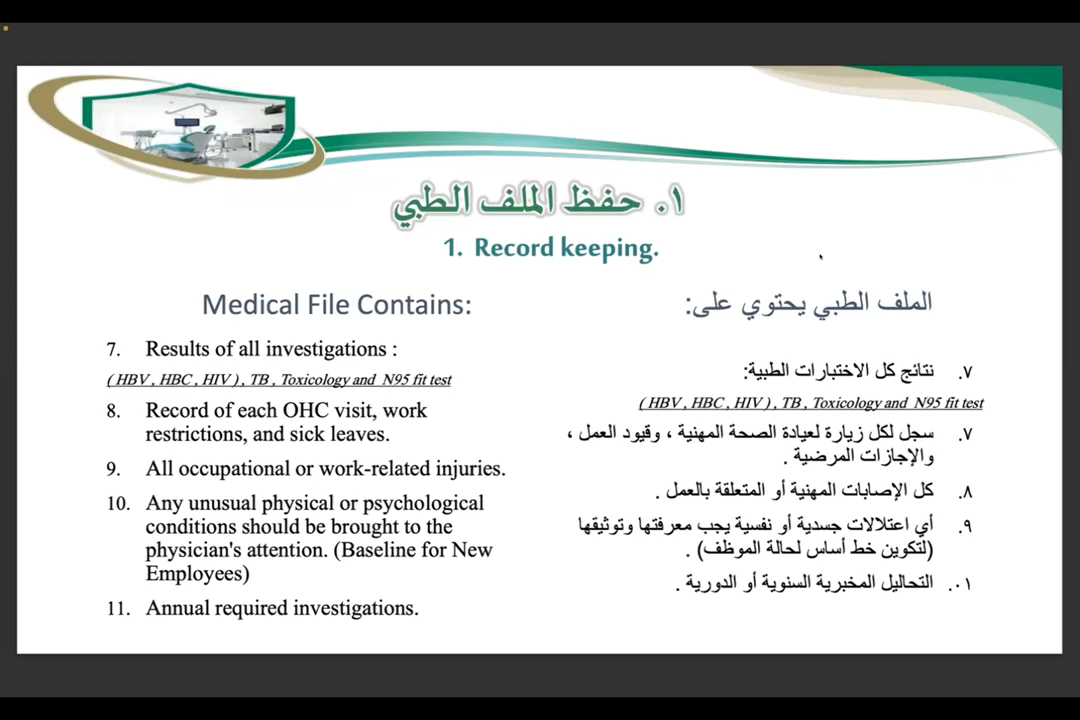 ١. حفظ الملف الطبي
1. Record keeping.
Medical File Contains:
7. Results of all investigations :
( HBV , HBC , HIV ) , TB , Toxicology and N95 fit test
8. Record of each OHC visit, work
restrictions, and sick leaves.
9. All occupational or work-related injuries.
10. Any unusual physical or psychological
conditions should be brought to the
physician's attention. (Baseline for New
Employees)
11. Annual required investigations.
الملف الطبي يحتوي على:
٧. نتائج كل الاختبارات الطبية:
( HBV , HBC , HIV ) , TB , Toxicology and N95 fit test
٧. سجل لكل زيارة لعيادة الصحة المهنية ، وقيود العمل ،
والإجازات المرضية .
٨. كل الإصابات المهنية أو المتعلقة بالعمل .
٩. أي اعتلالات جسدية أو نفسية يجب معرفتها وتوثيقها
(لتكوين خط أساس لحالة الموظف) .
٠١. التحاليل المخبرية السنوية أو الدورية .